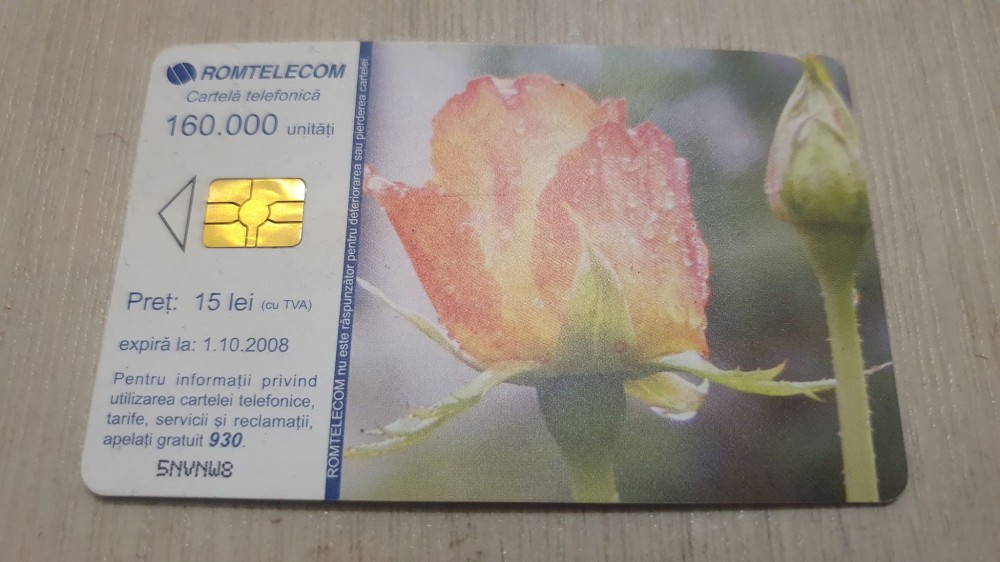 ROMTELECOM
Cartelă telefonică
160.000 unități
Preț: 15 lei (cu TVA)
expiră la: 1.10.2008
Pentru informații privind
utilizarea cartelei telefonice,
tarife, servicii și reclamații,
apelați gratuit 930.
5NVNW8
ROMTELECOM nu este răspunzător pentru deteriorarea sau pierderea cartelei